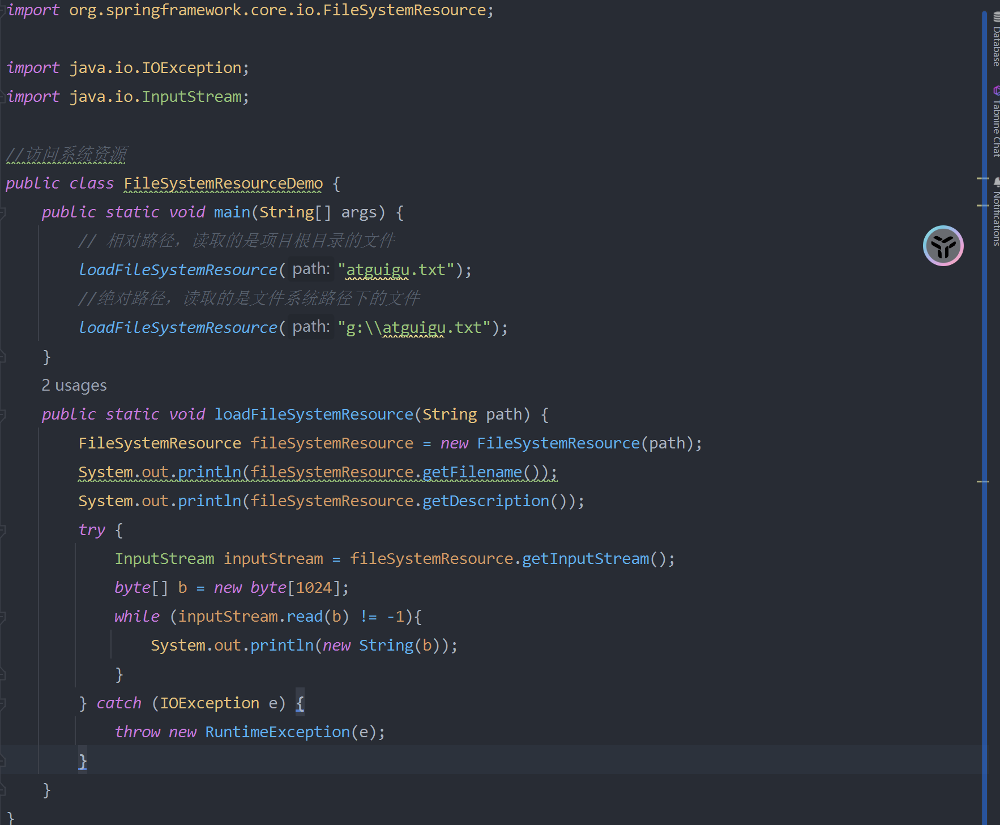 import org.springframework.core.io.FileSystemResource;
import java.io.IOException;
import java.io.InputStream;
//访问系统资源
public class FileSystemResourceDemo {
public static void main(String[] args) {
// 相对路径，读取的是项目根目录的文件
loadFileSystemResource( path: "atguigu.txt");
//绝对路径，读取的是文件系统路径下的文件
loadFileSystemResource( path: "g:\\atguigu.txt");
}
2 usages
public static void loadFileSystemResource(String path) {
FileSystemResource fileSystemResource = new FileSystemResource(path);
System.out.println(fileSystemResource.getFilename());
System.out.println(fileSystemResource.getDescription());
try {
InputStream inputStream = fileSystemResource.getInputStream();
byte[] b = new byte[1024];
while (inputStream.read(b) != -1){
System.out.println(new String(b));
}
} catch (IOException e) {
throw new RuntimeException(e);
}
}
}
Database
Tabnine Chat
Notifications